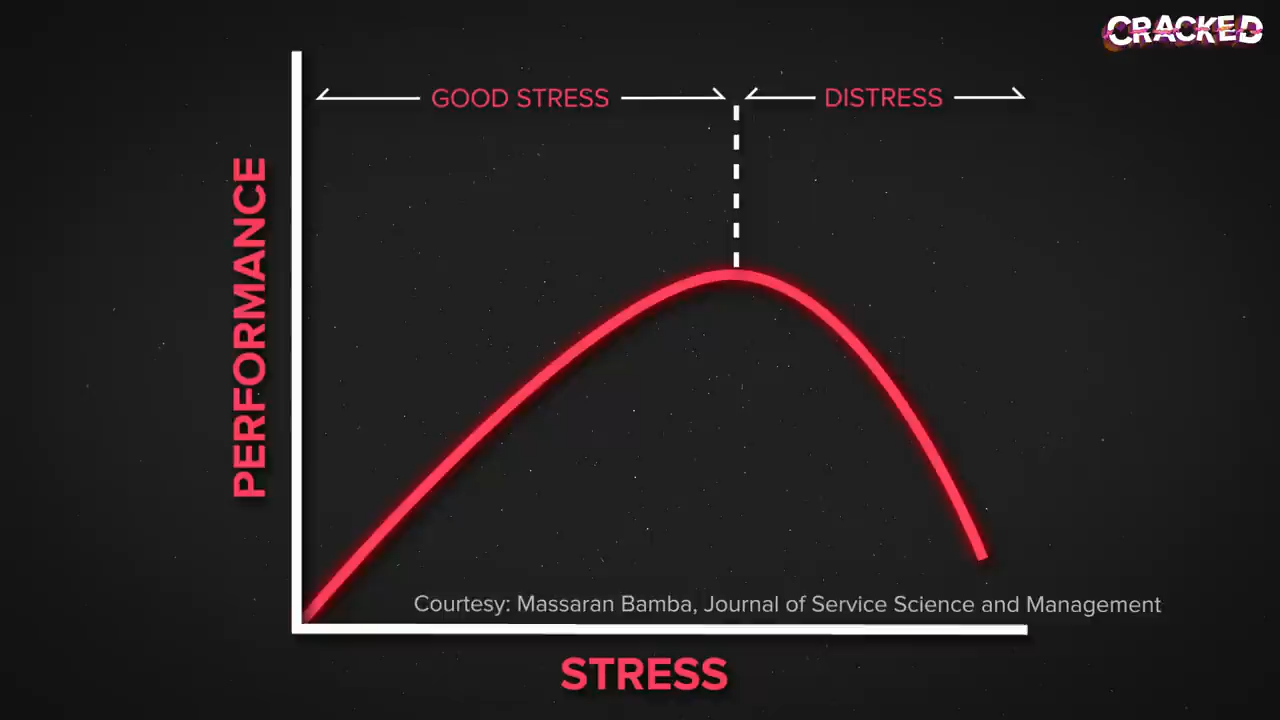 CRACKED
GOOD STRESS
DISTRESS
PERFORMANCE
Courtesy: Massaran Bamba, Journal of Service Science and Management
STRESS